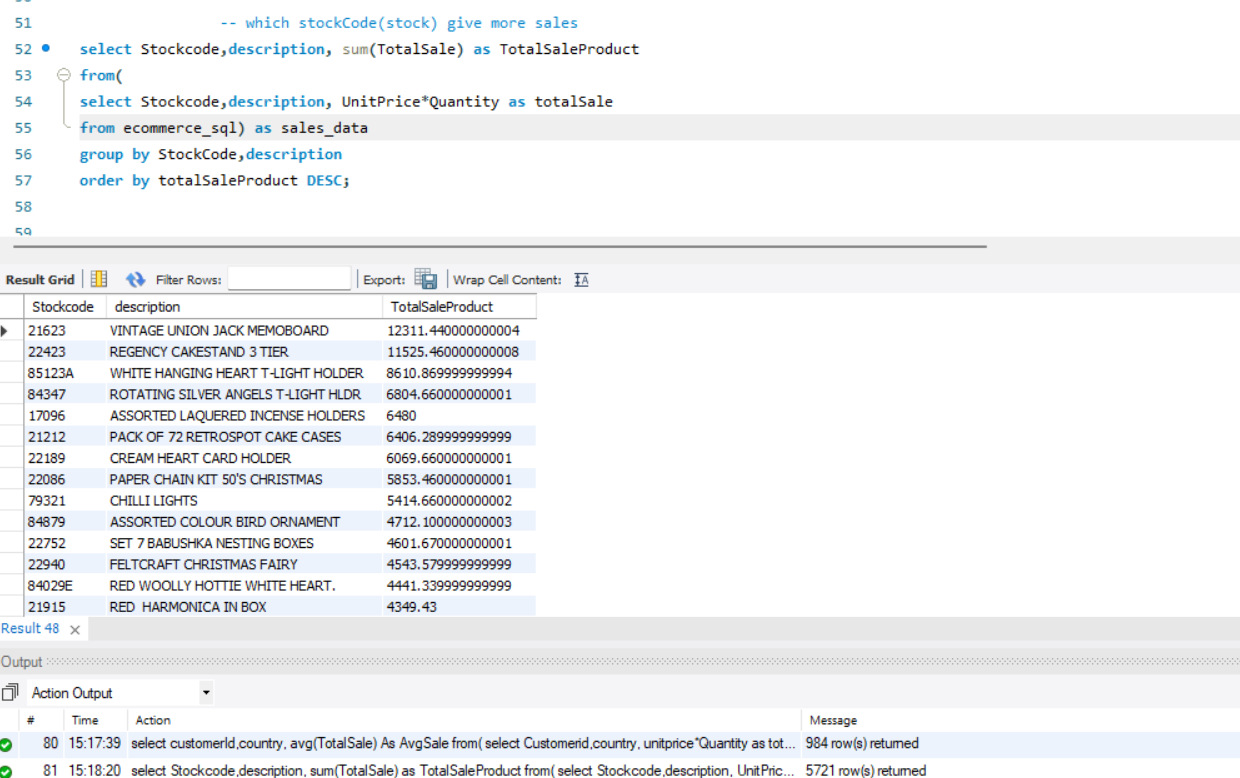 51 -- which stockCode(stock) give more sales
52 select Stockcode,description, sum(TotalSale) as TotalSaleProduct
53 from(
54 select Stockcode,description, UnitPrice*Quantity as totalSale
55 from ecommerce_sql) as sales_data
56 group by StockCode,description
57 order by totalSaleProduct DESC;
58
59
Result Grid Filter Rows: Export: Wrap Cell Content: IA
Stockcode description TotalSaleProduct
21623 VINTAGE UNION JACK MEMOBOARD 12311.440000000004
22423 REGENCY CAKESTAND 3 TIER 11525.460000000008
85123A WHITE HANGING HEART T-LIGHT HOLDER 8610.869999999994
84347 ROTATING SILVER ANGELS T-LIGHT HLDR 6804.660000000001
17096 ASSORTED LAQUERED INCENSE HOLDERS 6480
21212 PACK OF 72 RETROSPOT CAKE CASES 6406.289999999999
22189 CREAM HEART CARD HOLDER 6069.660000000001
22086 PAPER CHAIN KIT 50'S CHRISTMAS 5853.460000000001
79321 CHILLI LIGHTS 5414.660000000002
84879 ASSORTED COLOUR BIRD ORNAMENT 4712.100000000003
22752 SET 7 BABUSHKA NESTING BOXES 4601.670000000001
22940 FELTCRAFT CHRISTMAS FAIRY 4543.579999999999
84029E RED WOOLLY HOTTIE WHITE HEART. 4441.339999999999
21915 RED HARMONICA IN BOX 4349.43
Result 48
Output
Action Output
# Time Action Message
80 15:17:39 select customerId,country, avg(TotalSale) As AvgSale from( select Customerid,country, unitprice*Quantity as tot... 984 row(s) returned
81 15:18:20 select Stockcode,description, sum(TotalSale) as TotalSaleProduct from( select Stockcode,description, UnitPric... 5721 row(s) returned